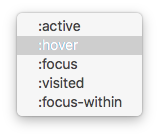 :active
:hover
:focus
:visited
:focus-within